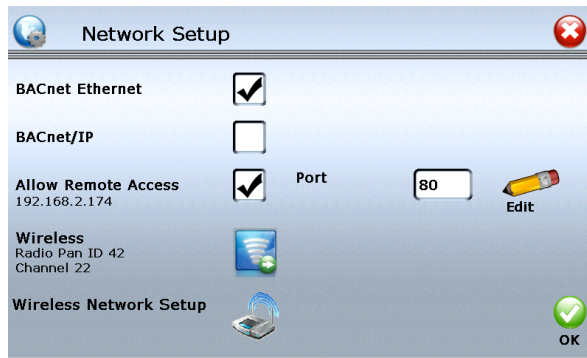 Network Setup
BACnet Ethernet
BACnet/IP
Allow Remote Access
192.168.2.174
Port
80
Edit
Wireless
Radio Pan ID 42
Channel 22
Wireless Network Setup
OK